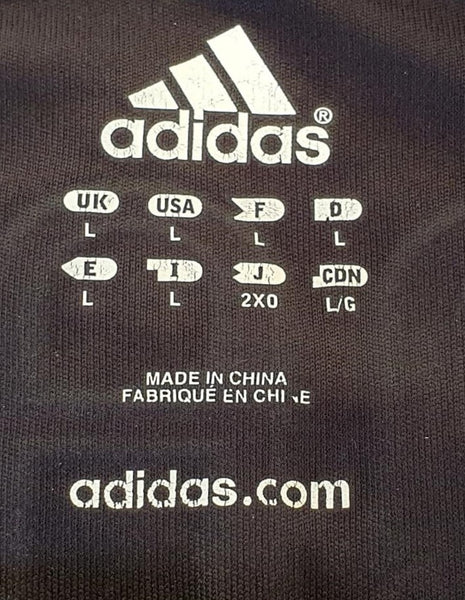 adidas®
UK USA F D
L L L L
E I J CDN
L L 2XO L/G
MADE IN CHINA
FABRIQUÉ EN CHINE
adidas.com